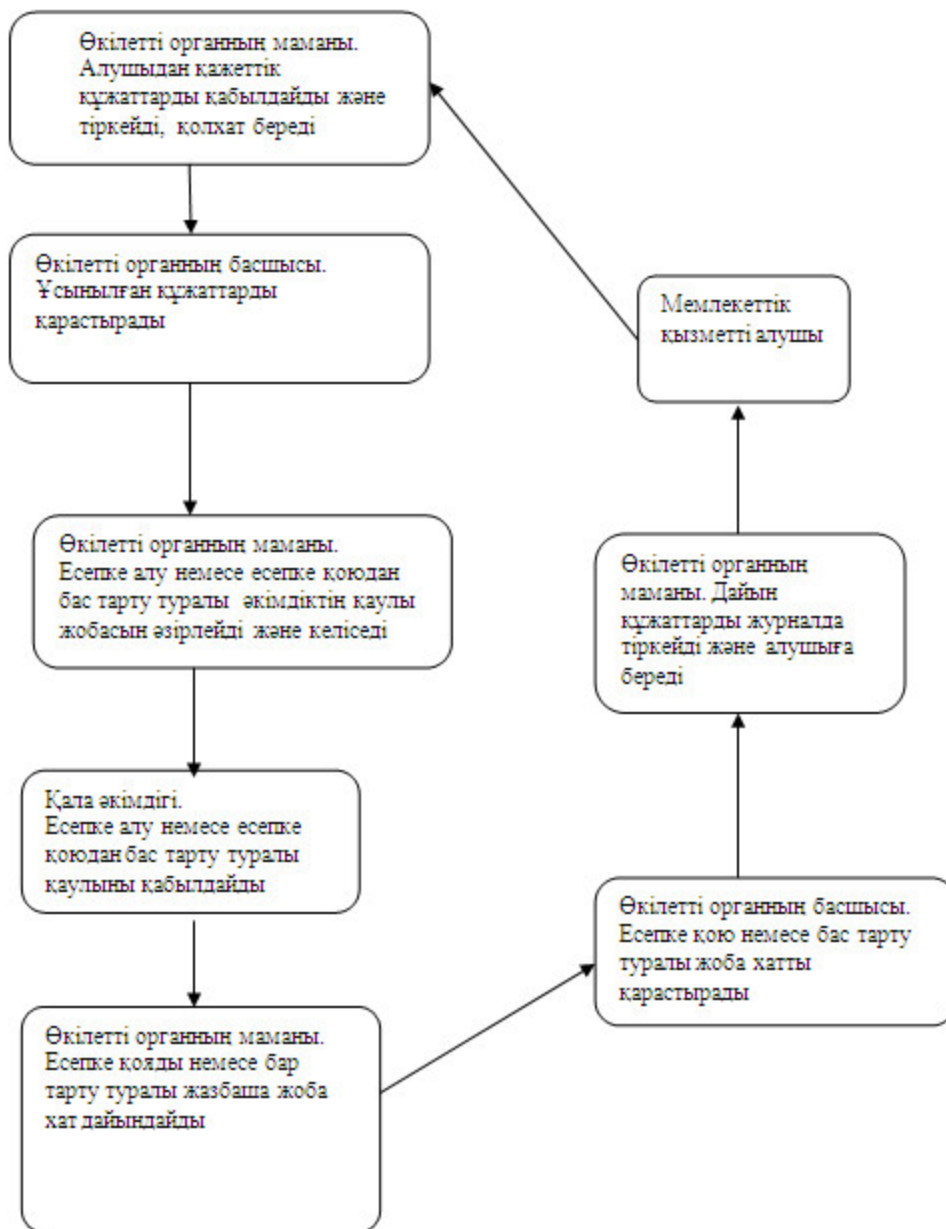 Өкілетті органның маманы.
Алушыдан қажеттік
құжаттарды қабылдайды және
тіркейді, қолхат береді
Өкілетті органның басшысы.
Ұсынылған құжаттарды
қарастырады
Өкілетті органның маманы.
Есепке алу немесе есепке қоюдан
бас тарту туралы әкімдіктің қаулы
жобасын әзірлейді және келіседі
Қала әкімдігі.
Есепке алу немесе есепке
қоюдан бас тарту туралы
қаулыны қабылдайды
Өкілетті органның маманы.
Есепке қояды немесе бар
тарту туралы жазбаша жоба
хат дайындайды
Өкілетті органның басшысы.
Есепке қою немесе бас тарту
туралы жоба хатты
қарастырады
Өкілетті органның
маманы. Дайын
құжаттарды журналда
тіркейді және алушыға
береді
Мемлекеттік
қызметті алушы